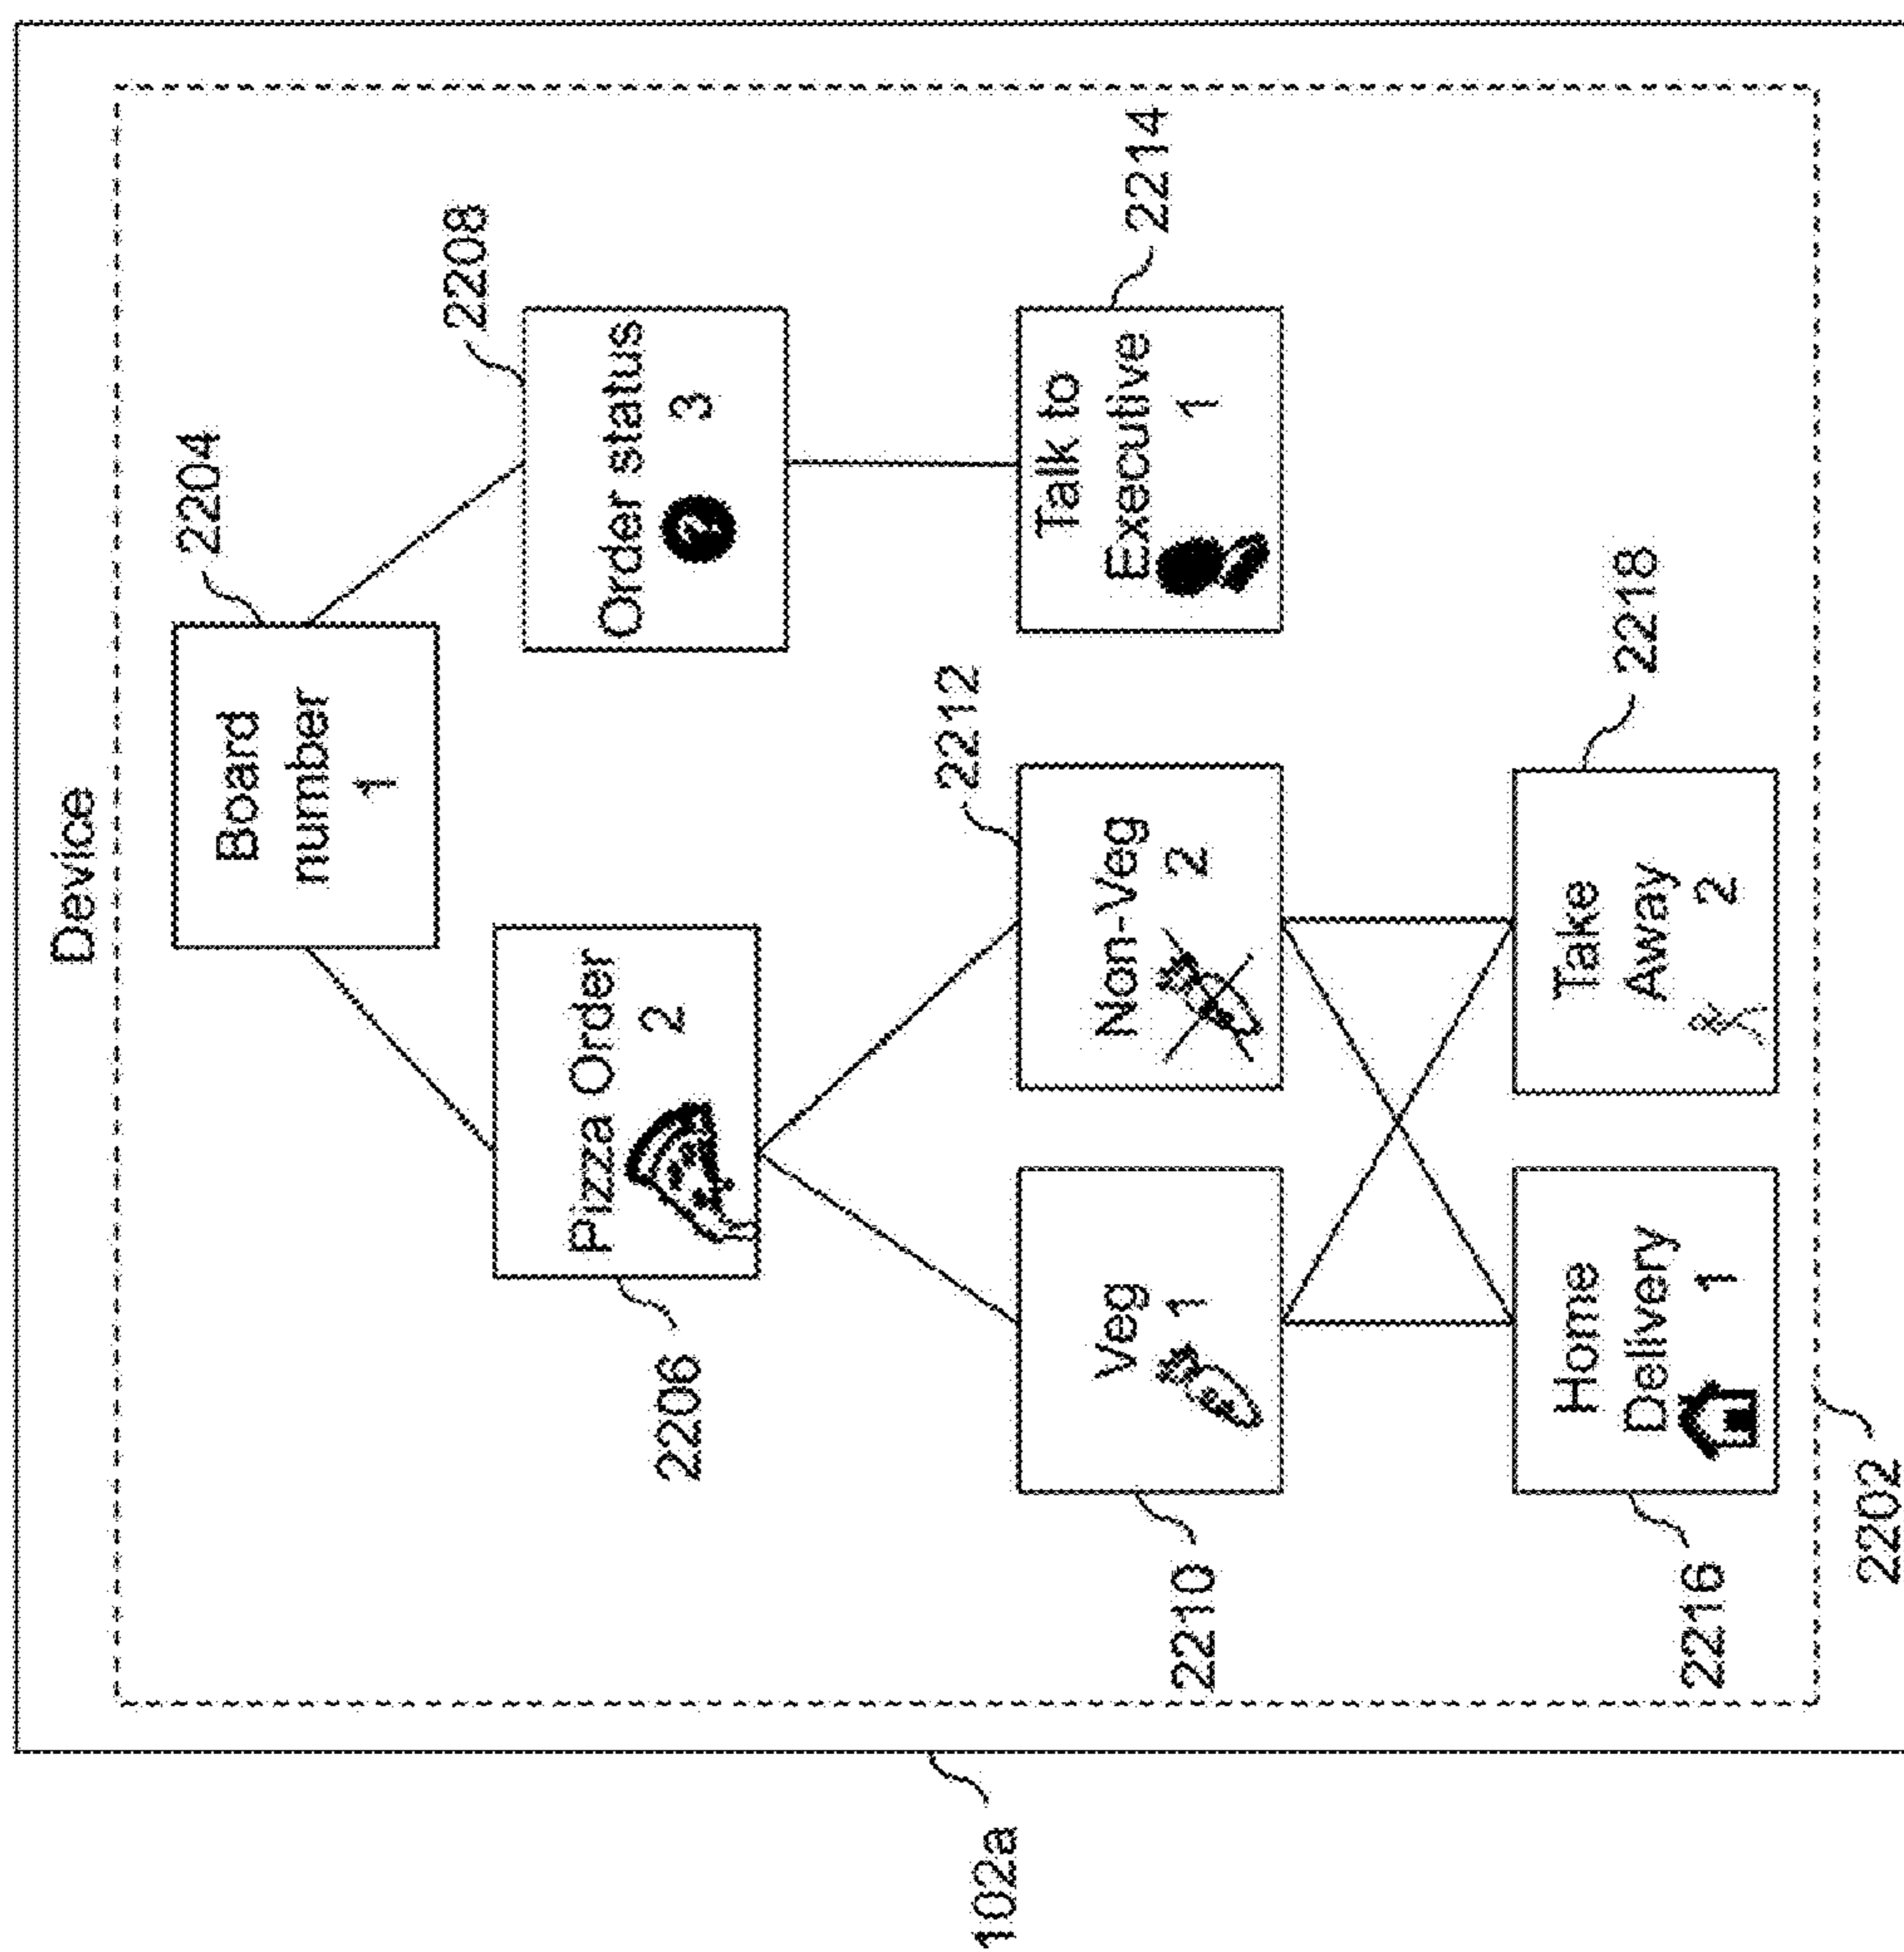 Device
2204
Board
number
1
2208
Pizza Order
2
2206
Order status
3
2212
2214
Veg
1
2210
Non-Veg
2
Talk to
Executive
1
2218
Home
Delivery
1
2216
Take
Away
2
2202
102a